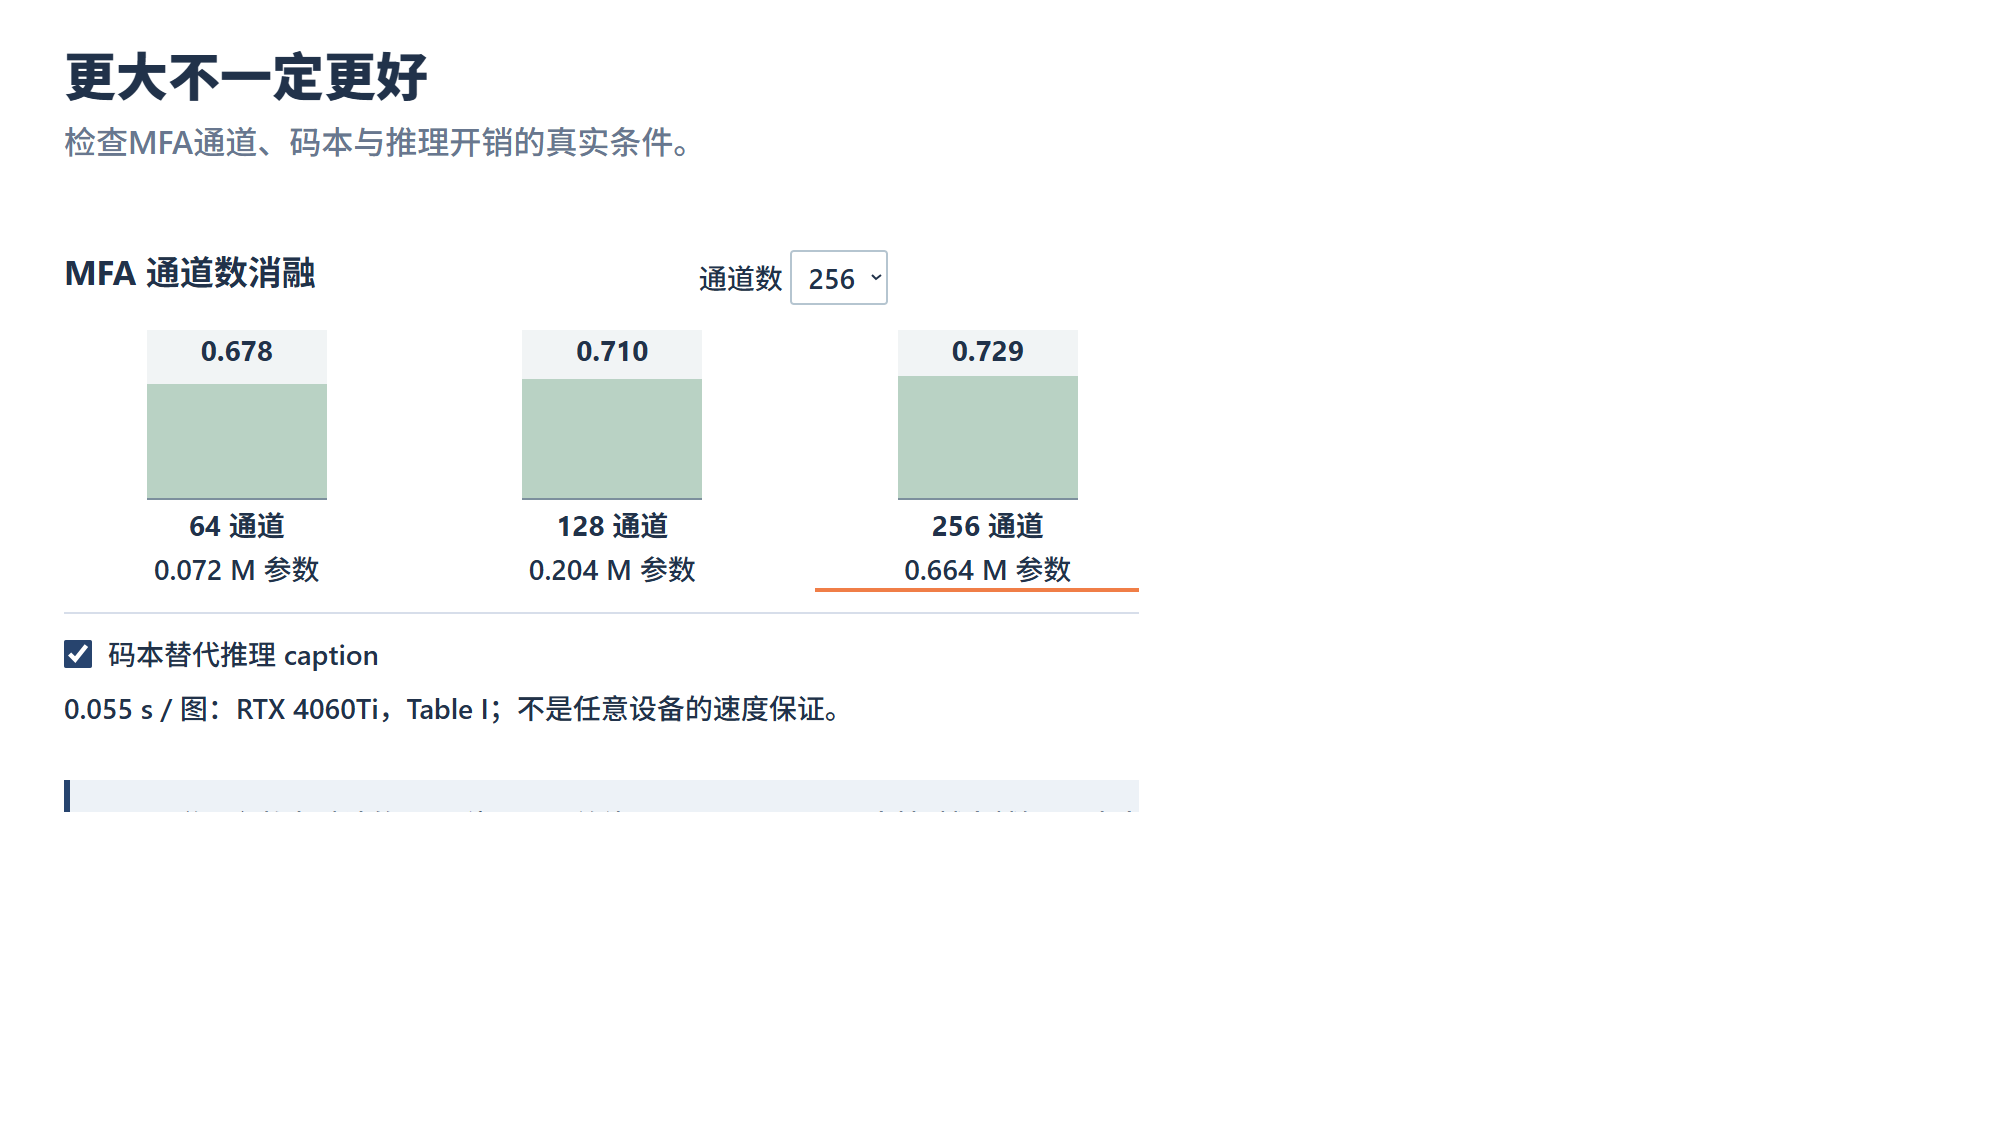 更大不一定更好
检查MFA通道、码本与推理开销的真实条件。
MFA 通道数消融
通道数 256
0.678 0.710 0.729
64 通道 128 通道 256 通道
0.072 M 参数 0.204 M 参数 0.664 M 参数
码本替代推理 caption
0.055 s / 图：RTX 4060Ti，Table I；不是任意设备的速度保证。